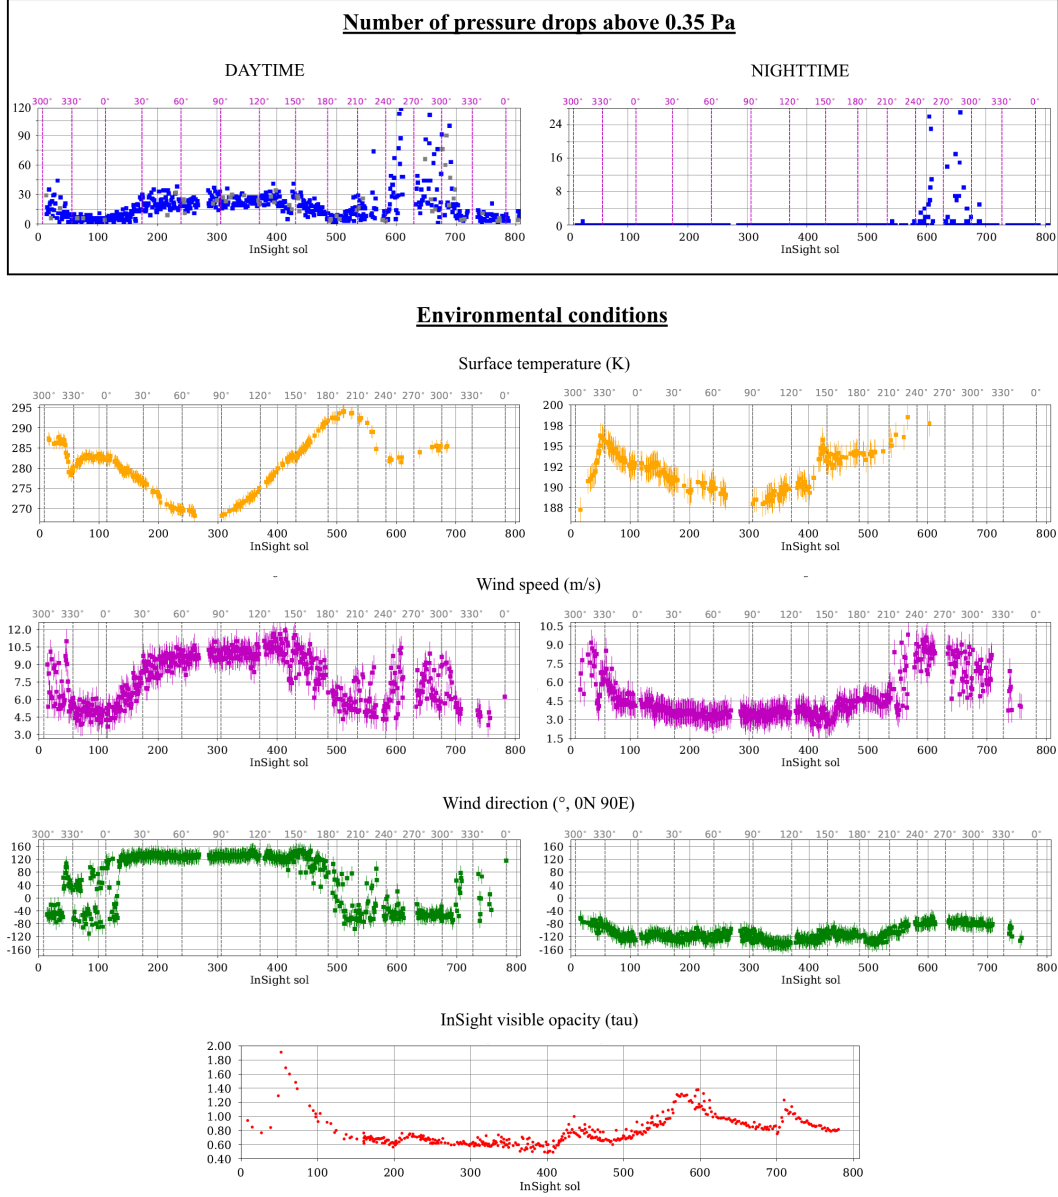 Number of pressure drops above 0.35 Pa
DAYTIME
NIGHTTIME
300° 330° 0° 30° 60° 90° 120° 150° 180° 210° 240° 270° 300° 330° 0°
120
90
60
30
0
0 100 200 300 400 500 600 700 800
InSight sol
300° 330° 0° 30° 60° 90° 120° 150° 180° 210° 240° 270° 300° 330° 0°
24
16
8
4
0
0 100 200 300 400 500 600 700 800
InSight sol
Environmental conditions
Surface temperature (K)
300° 330° 0° 30° 60° 90° 120° 150° 180° 210° 240° 270° 300° 330° 0°
295
290
285
280
275
270
0 100 200 300 400 500 600 700 800
InSight sol
300° 330° 0° 30° 60° 90° 120° 150° 180° 210° 240° 270° 300° 330° 0°
200
198
195
192
190
188
0 100 200 300 400 500 600 700 800
InSight sol
Wind speed (m/s)
300° 330° 0° 30° 60° 90° 120° 150° 180° 210° 240° 270° 300° 330° 0°
12.0
10.5
9.0
7.5
6.0
4.5
3.0
0 100 200 300 400 500 600 700 800
InSight sol
300° 330° 0° 30° 60° 90° 120° 150° 180° 210° 240° 270° 300° 330° 0°
10.5
9.0
7.5
6.0
4.5
3.0
1.5
0 100 200 300 400 500 600 700 800
InSight sol
Wind direction (°, 0N 90E)
300° 330° 0° 30° 60° 90° 120° 150° 180° 210° 240° 270° 300° 330° 0°
160
120
80
40
0
-40
-80
-120
-160
0 100 200 300 400 500 600 700 800
InSight sol
300° 330° 0° 30° 60° 90° 120° 150° 180° 210° 240° 270° 300° 330° 0°
160
120
80
40
0
-40
-80
-120
-160
0 100 200 300 400 500 600 700 800
InSight sol
InSight visible opacity (tau)
2.00
1.80
1.60
1.40
1.20
1.00
0.80
0.60
0.40
0 100 200 300 400 500 600 700 800
InSight sol